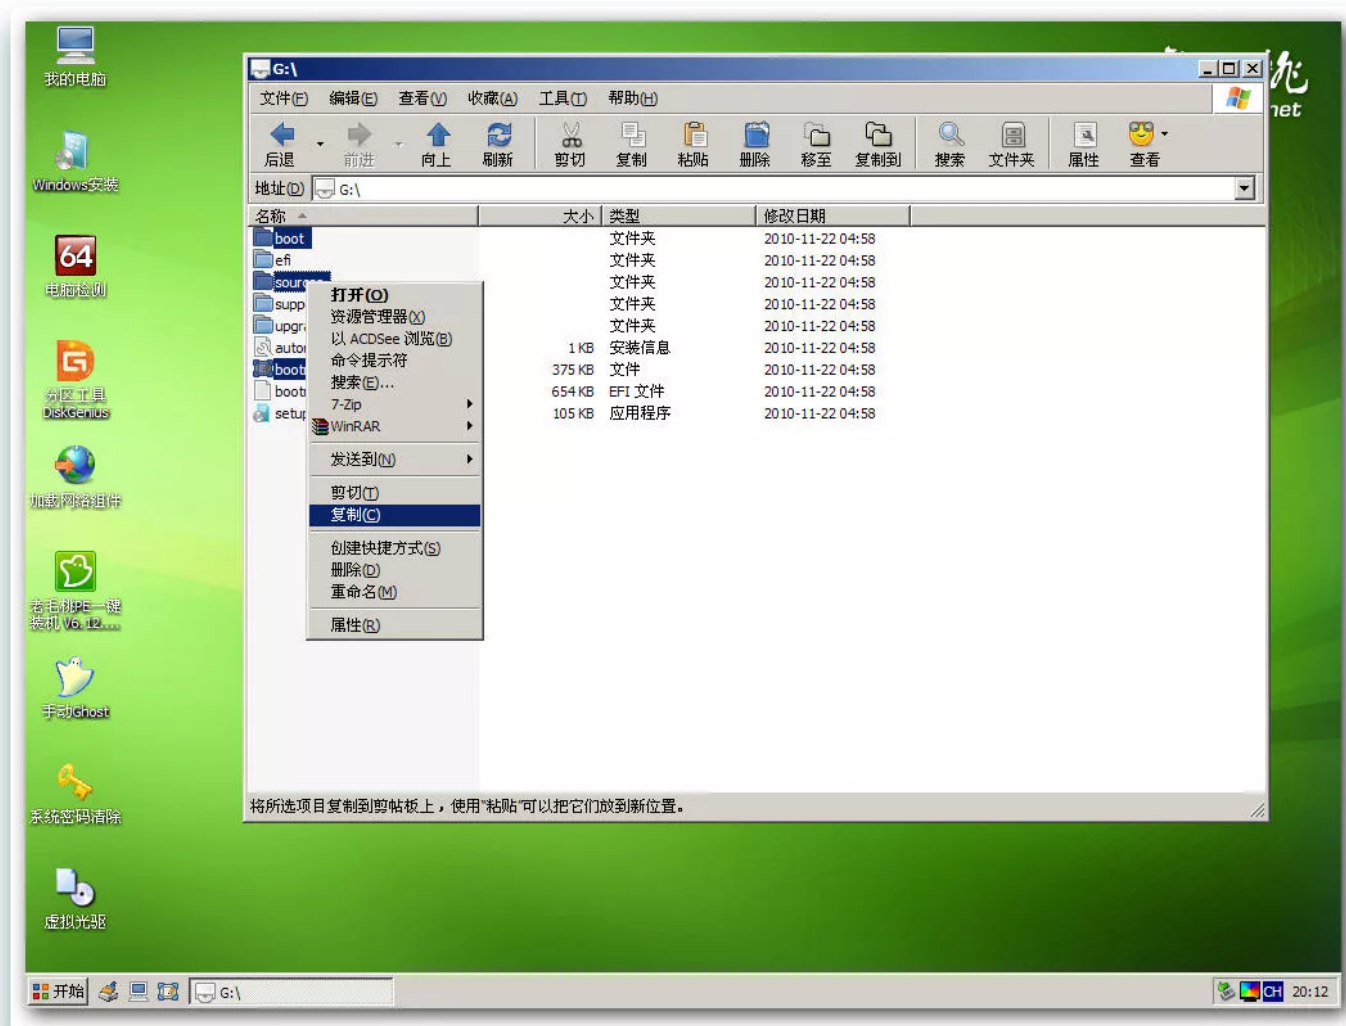 我的电脑
Windows安装
电脑检测
分区工具
DiskGenius
加载网络组件
老毛桃PE一键
装机 V6.12....
手动Ghost
系统密码清除
虚拟光驱
net
G:\
文件(F) 编辑(E) 查看(V) 收藏(A) 工具(T) 帮助(H)
后退 前进 向上 刷新 剪切 复制 粘贴 删除 移至 复制到 搜索 文件夹 属性 查看
地址(D) G:\
名称 大小 类型 修改日期
boot 文件夹 2010-11-22 04:58
efi 文件夹 2010-11-22 04:58
sources 文件夹 2010-11-22 04:58
supp 文件夹 2010-11-22 04:58
upgra 文件夹 2010-11-22 04:58
autor 1 KB 安装信息 2010-11-22 04:58
bootr 375 KB 文件 2010-11-22 04:58
bootr 654 KB EFI 文件 2010-11-22 04:58
setup 105 KB 应用程序 2010-11-22 04:58
打开(O)
资源管理器(X)
以 ACDSee 浏览(B)
命令提示符
搜索(E)...
7-Zip
WinRAR
发送到(N)
剪切(T)
复制(C)
创建快捷方式(S)
删除(D)
重命名(M)
属性(R)
将所选项目复制到剪帖板上，使用"粘贴"可以把它们放到新位置。
开始 G:\ CH 20:12
64